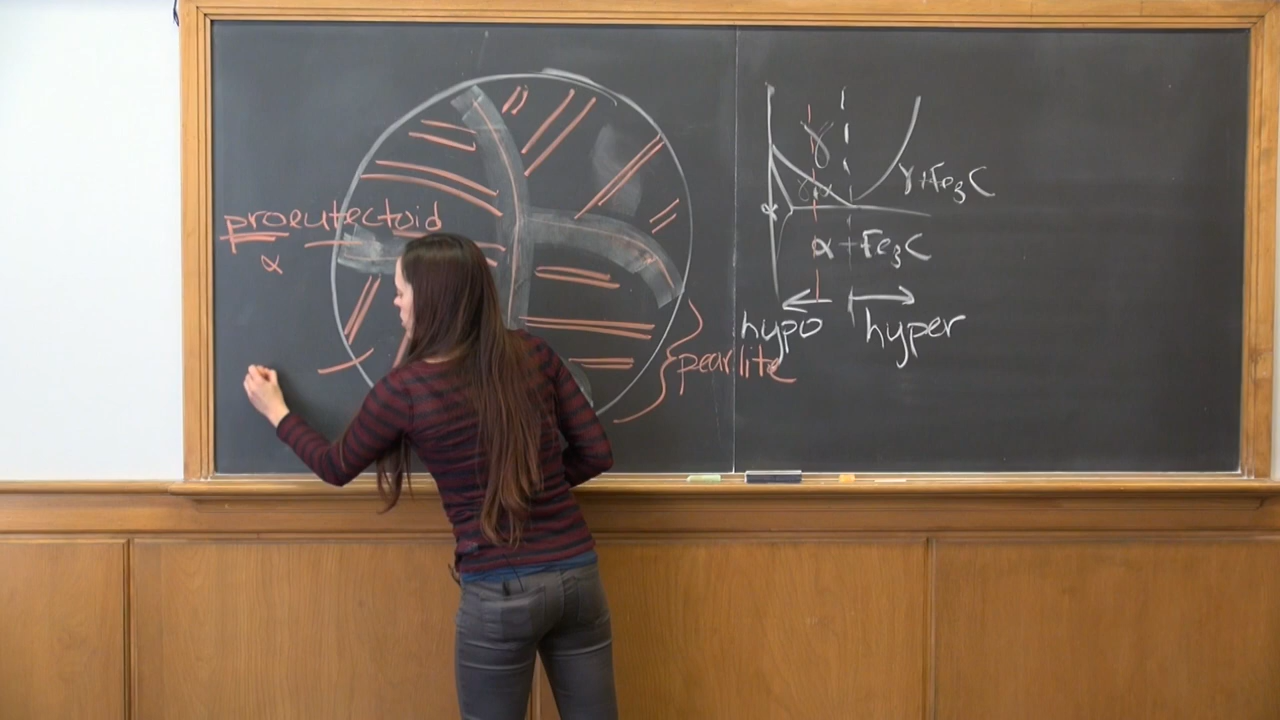 proeutectoid
α
pearlite
γ
γ+α
γ+Fe₃C
α
α + Fe₃C
hypo
hyper